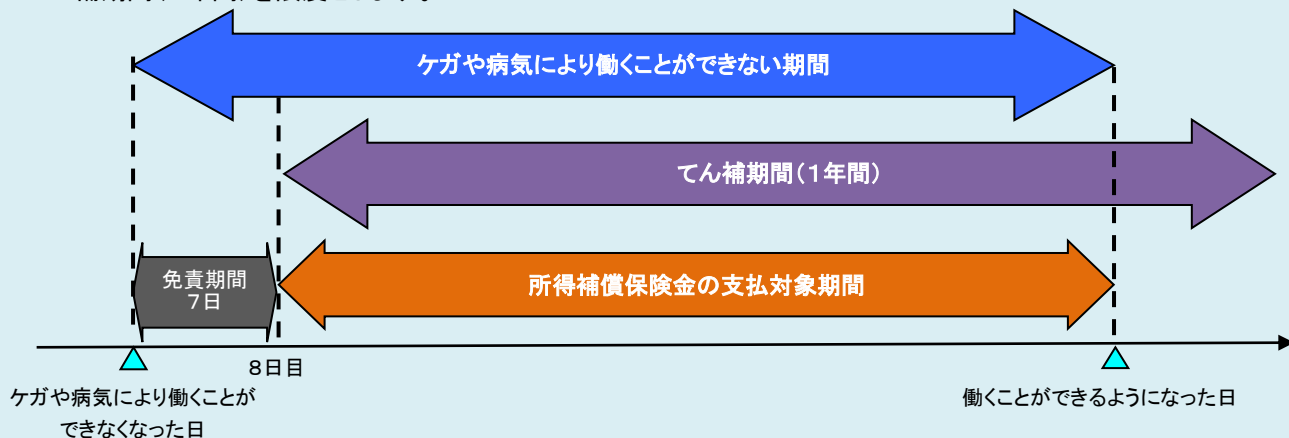 ケガや病気により働くことができない期間
てん補期間(1年間)
免責期間
7日
所得補償保険金の支払対象期間
8日目
ケガや病気により働くことが
できなくなった日
働くことができるようになった日